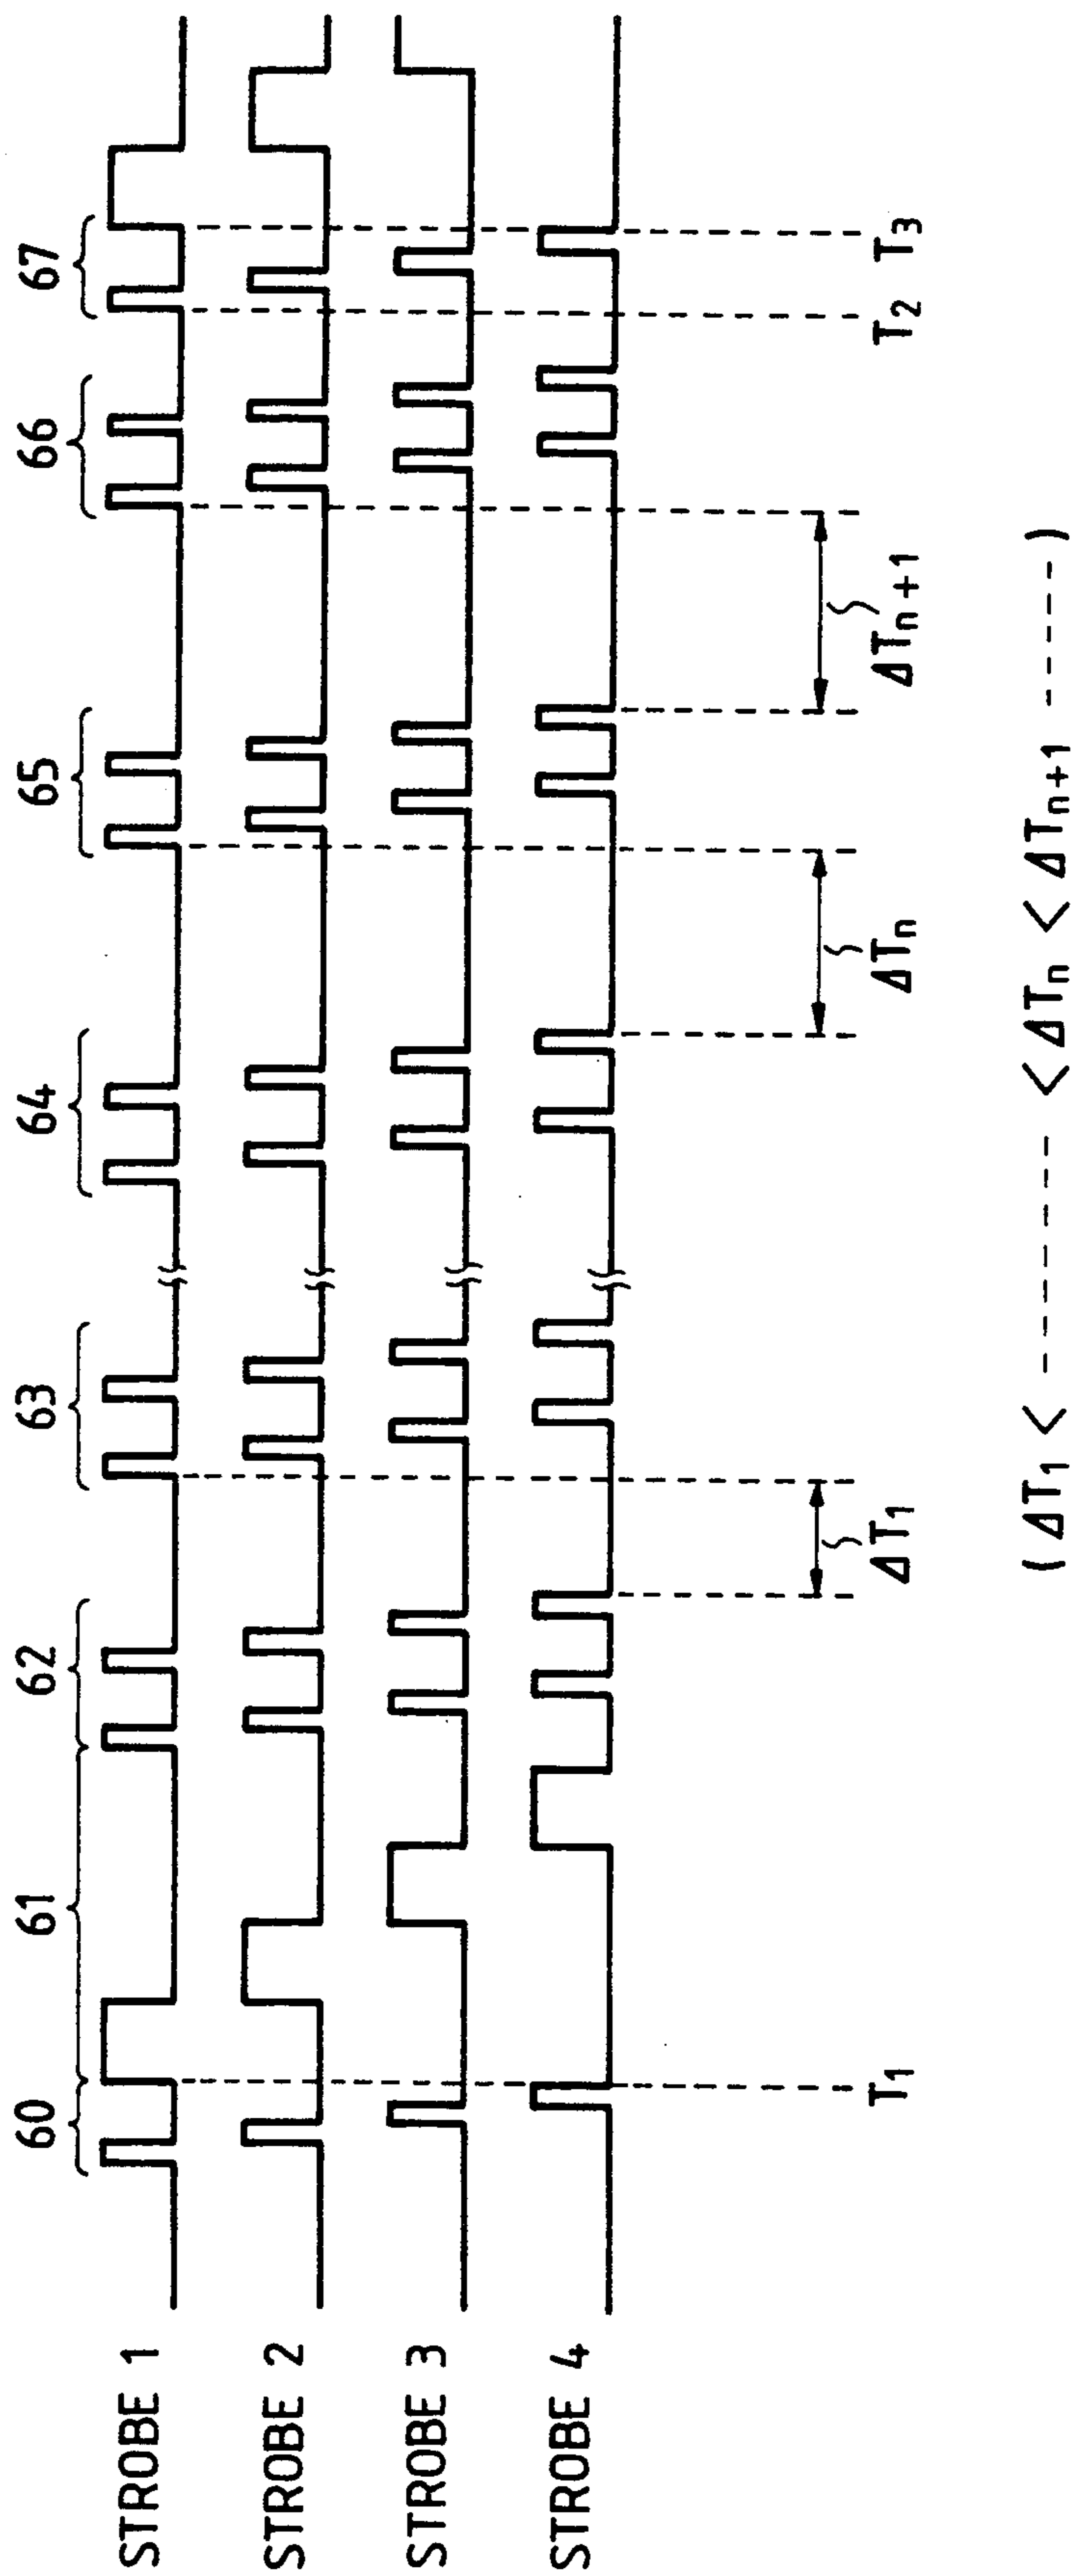 60 61 62 63 64 65 66 67
STROBE 1
STROBE 2
STROBE 3
STROBE 4
T1 ΔT1 ΔTn ΔTn+1 T2 T3
( ΔT1 < ------- < ΔTn < ΔTn+1 ----- )